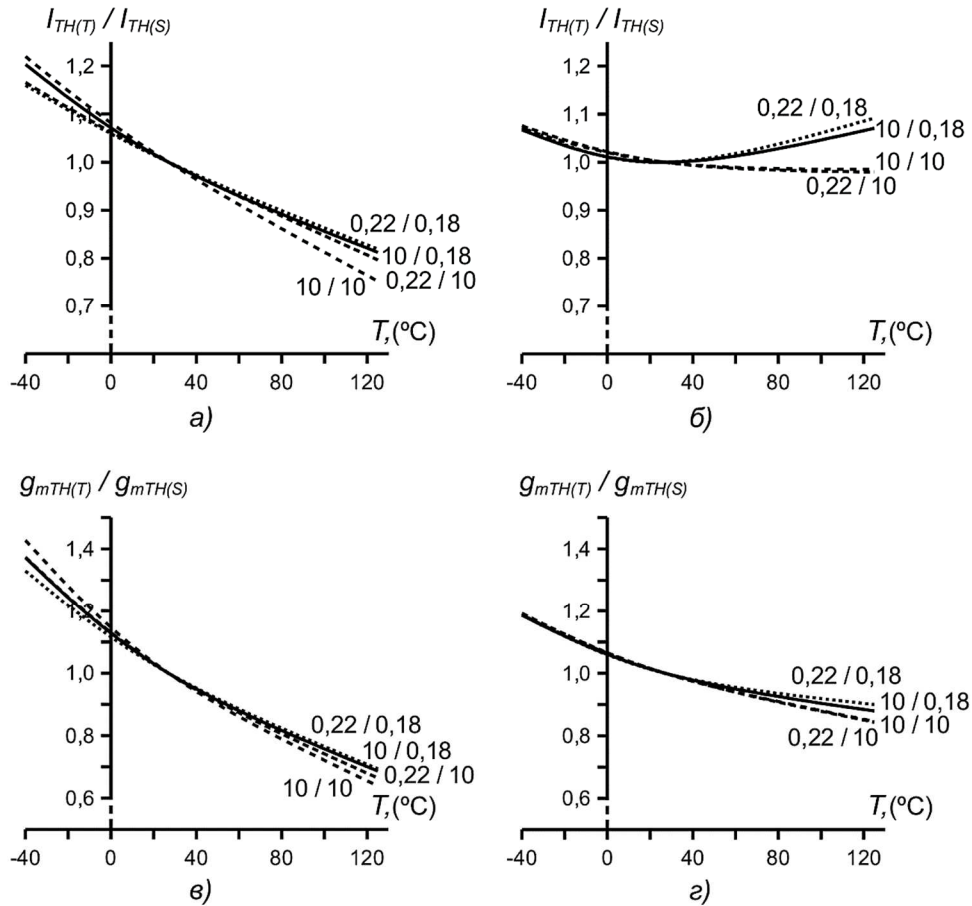 I_TH(T) / I_TH(S)
1,2
1,1
1,0
0,9
0,8
0,7
0,22 / 0,18
10 / 0,18
0,22 / 10
10 / 10
T,(ºC)
-40 0 40 80 120
а)
I_TH(T) / I_TH(S)
1,2
1,1
1,0
0,9
0,8
0,7
0,22 / 0,18
10 / 0,18
10 / 10
0,22 / 10
T,(ºC)
-40 0 40 80 120
б)
g_mTH(T) / g_mTH(S)
1,4
1,2
1,0
0,8
0,6
0,22 / 0,18
10 / 0,18
0,22 / 10
10 / 10
T,(ºC)
-40 0 40 80 120
в)
g_mTH(T) / g_mTH(S)
1,4
1,2
1,0
0,8
0,6
0,22 / 0,18
10 / 0,18
10 / 10
0,22 / 10
T,(ºC)
-40 0 40 80 120
г)